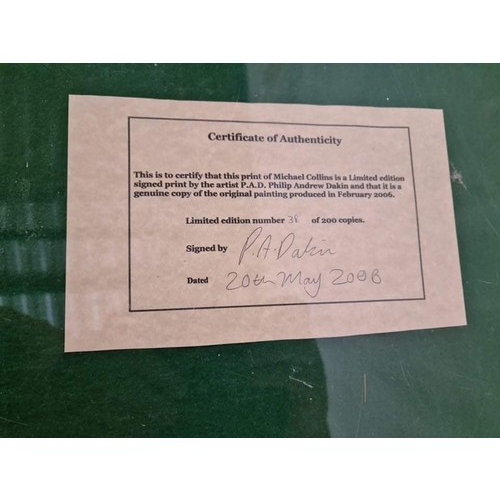 Certificate of Authenticity
This is to certify that this print of Michael Collins is a Limited edition
signed print by the artist P.A.D. Philip Andrew Dakin and that it is a
genuine copy of the original painting produced in February 2006.
Limited edition number 38 of 200 copies.
Signed by P.A.Dakin
Dated 20th May 2008